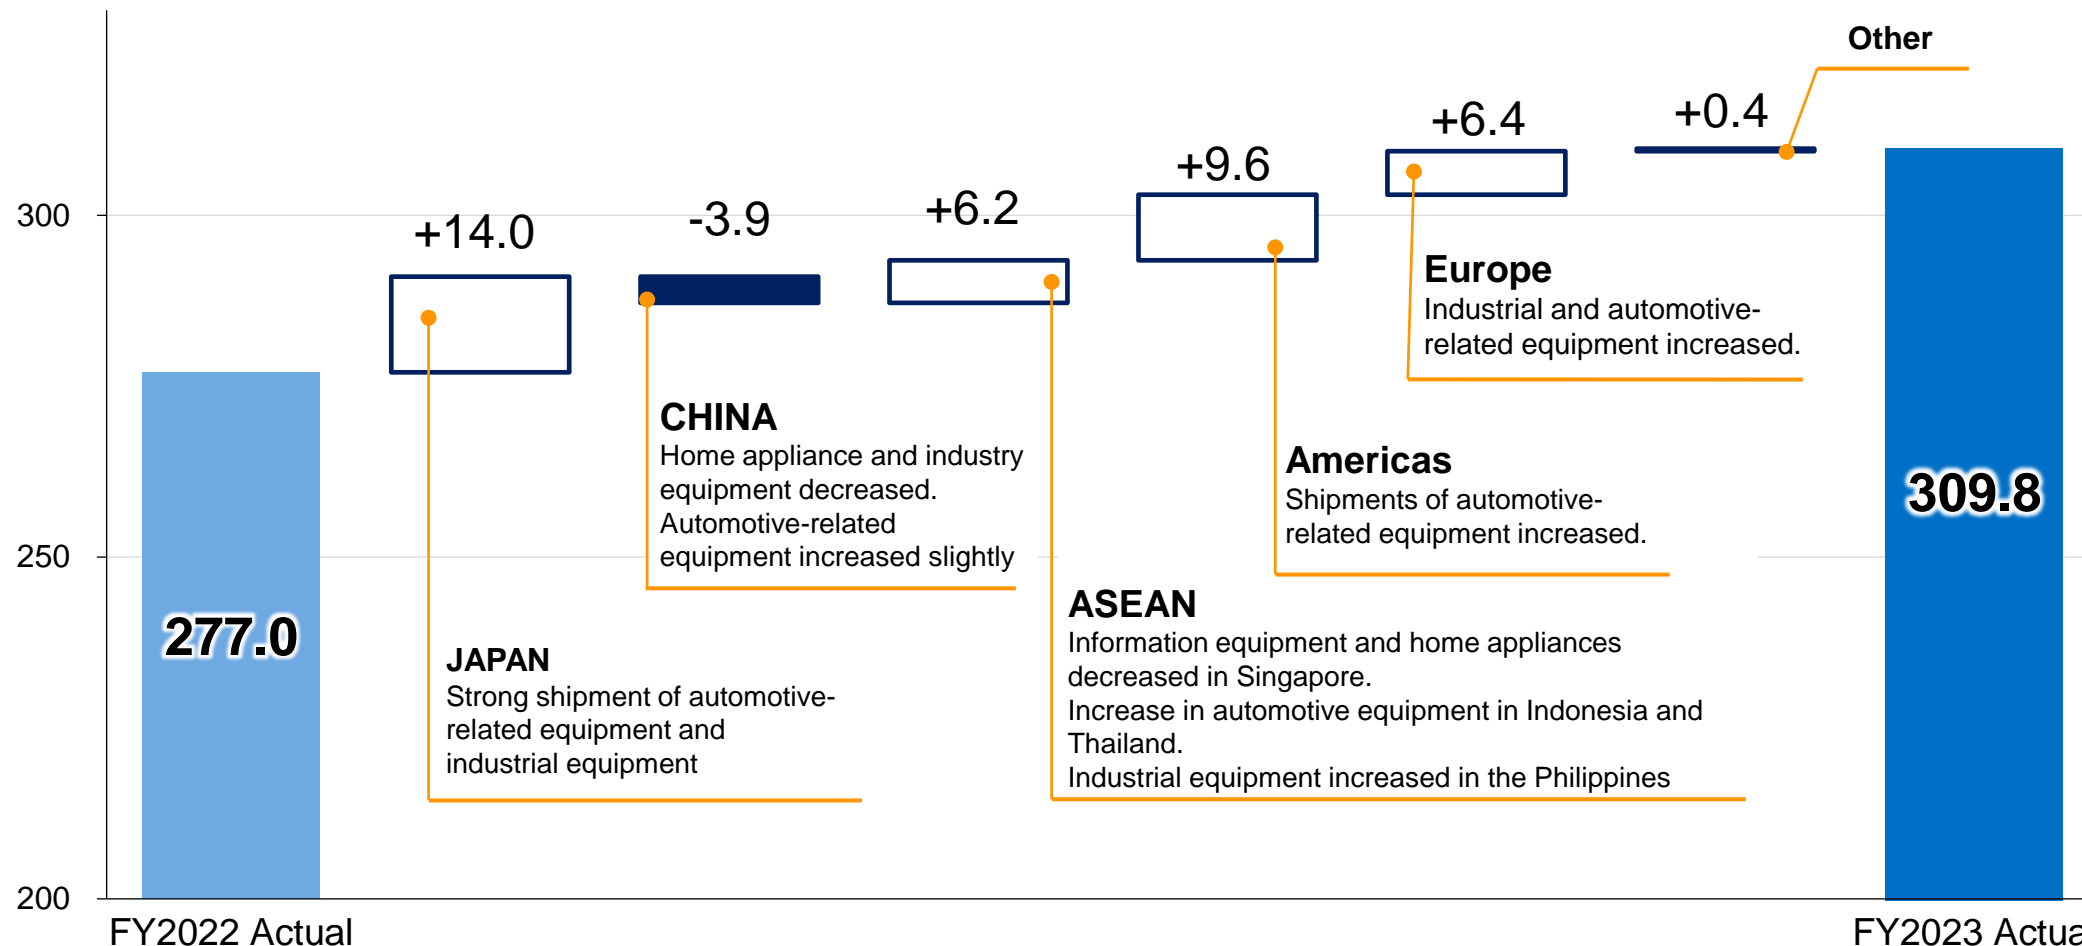 Other
+14.0
-3.9
+6.2
+9.6
+6.4
+0.4
300
250
200
277.0
309.8
JAPAN
Strong shipment of automotive-
related equipment and
industrial equipment
CHINA
Home appliance and industry
equipment decreased.
Automotive-related
equipment increased slightly
ASEAN
Information equipment and home appliances
decreased in Singapore.
Increase in automotive equipment in Indonesia and
Thailand.
Industrial equipment increased in the Philippines
Americas
Shipments of automotive-
related equipment increased.
Europe
Industrial and automotive-
related equipment increased.
FY2022 Actual
FY2023 Actua